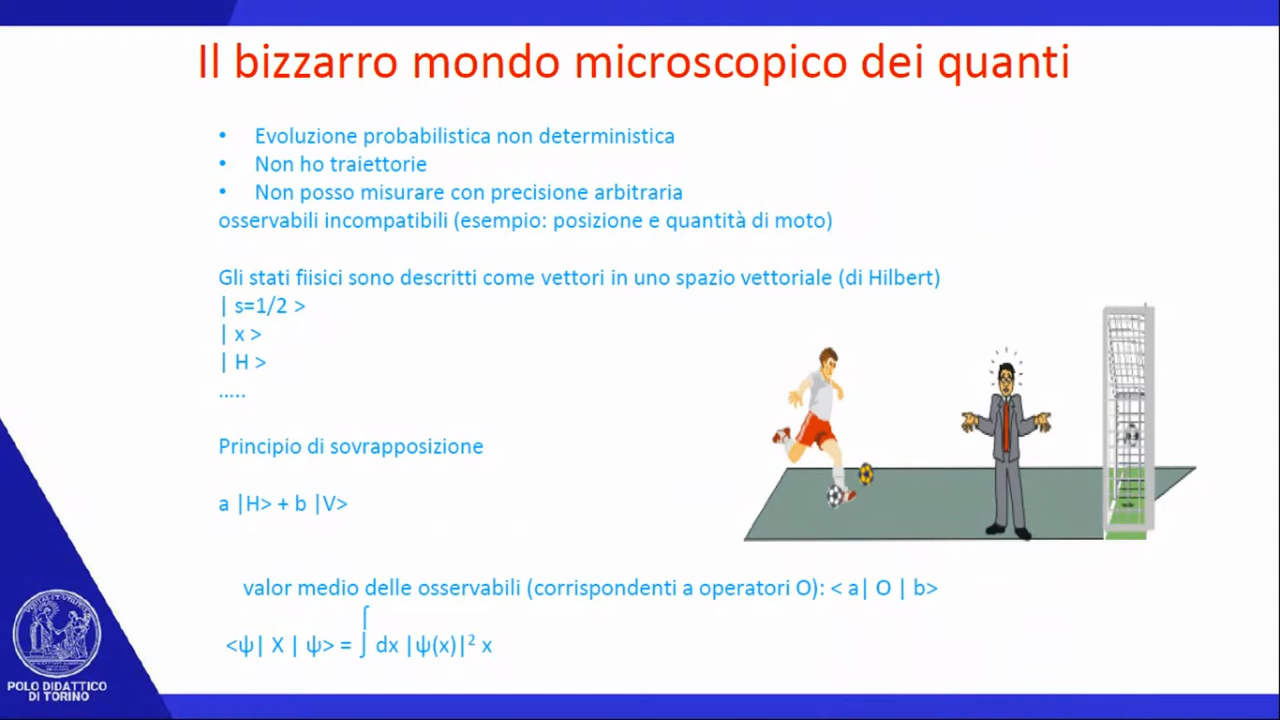 Il bizzarro mondo microscopico dei quanti
• Evoluzione probabilistica non deterministica
• Non ho traiettorie
• Non posso misurare con precisione arbitraria
osservabili incompatibili (esempio: posizione e quantità di moto)
Gli stati fiisici sono descritti come vettori in uno spazio vettoriale (di Hilbert)
| s=1/2 >
| x >
| H >
.....
Principio di sovrapposizione
a |H> + b |V>
valor medio delle osservabili (corrispondenti a operatori O): < a| O | b>
<ψ| X | ψ> = ∫ dx |ψ(x)|² x
POLO DIDATTICO
DI TORINO